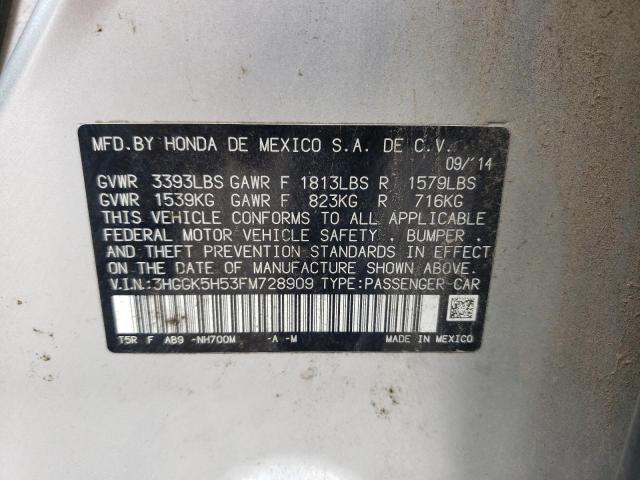 MFD.BY HONDA DE MEXICO S.A. DE C.V.
09/'14
GVWR 3393LBS GAWR F 1813LBS R 1579LBS
GVWR 1539KG GAWR F 823KG R 716KG
THIS VEHICLE CONFORMS TO ALL APPLICABLE
FEDERAL MOTOR VEHICLE SAFETY , BUMPER ,
AND THEFT PREVENTION STANDARDS IN EFFECT
ON THE DATE OF MANUFACTURE SHOWN ABOVE.
V.I.N.:3HGGK5H53FM728909 TYPE:PASSENGER CAR
T5R F AB9 -NH700M -A -M MADE IN MEXICO